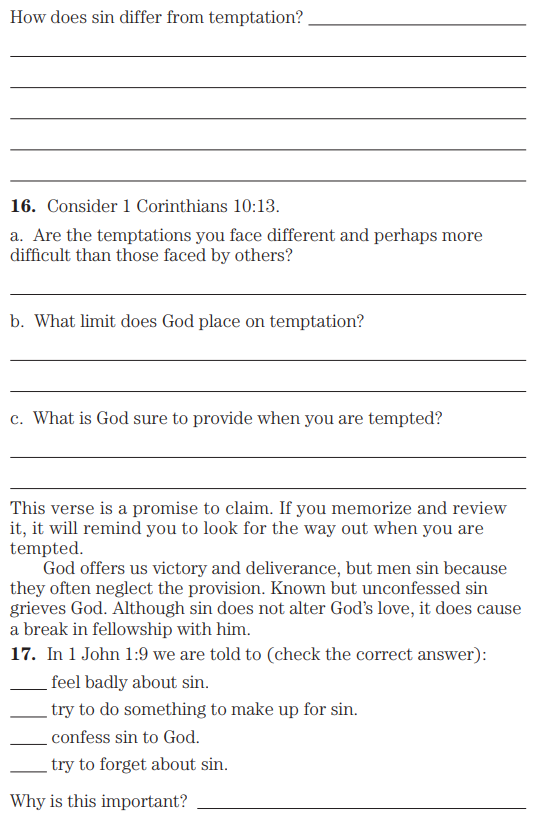 How does sin differ from temptation?
16. Consider 1 Corinthians 10:13.
a. Are the temptations you face different and perhaps more
difficult than those faced by others?
b. What limit does God place on temptation?
c. What is God sure to provide when you are tempted?
This verse is a promise to claim. If you memorize and review
it, it will remind you to look for the way out when you are
tempted.
God offers us victory and deliverance, but men sin because
they often neglect the provision. Known but unconfessed sin
grieves God. Although sin does not alter God’s love, it does cause
a break in fellowship with him.
17. In 1 John 1:9 we are told to (check the correct answer):
____ feel badly about sin.
____ try to do something to make up for sin.
____ confess sin to God.
____ try to forget about sin.
Why is this important?